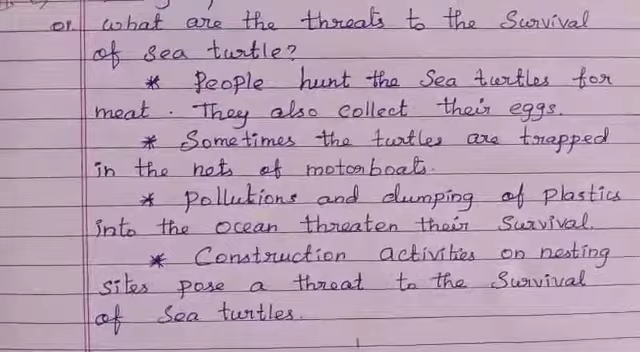 01. What are the threats to the Survival
of sea turtle?
* People hunt the Sea turtles for
meat. They also collect their eggs.
* Sometimes the turtles are trapped
in the nets of motorboats.
* Pollutions and dumping of plastics
into the ocean threaten their Survival.
* Construction activities on nesting
sites pose a threat to the Survival
of Sea turtles.